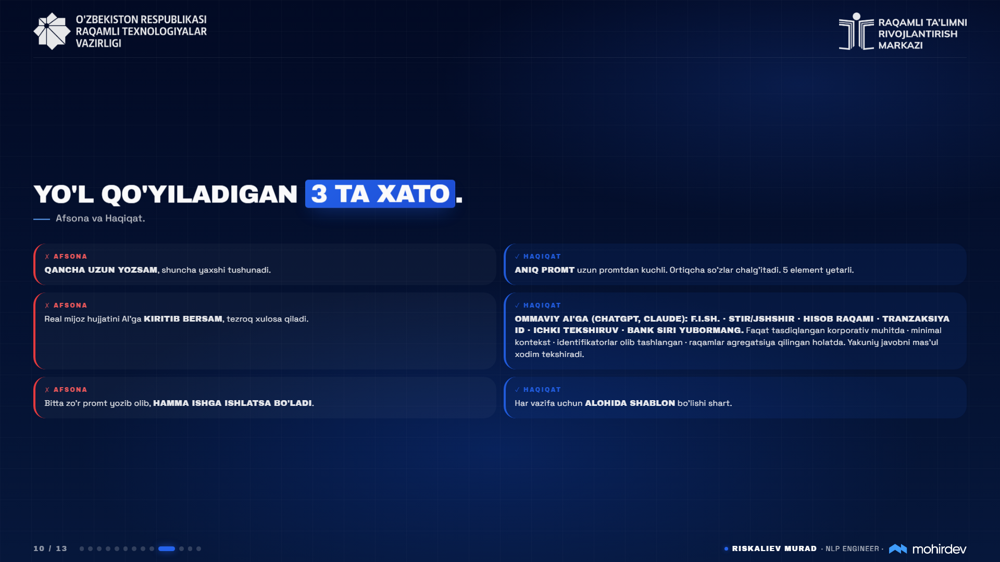 O'ZBEKISTON RESPUBLIKASI
RAQAMLI TEXNOLOGIYALAR
VAZIRLIGI
RAQAMLI TA'LIMNI
RIVOJLANTIRISH
MARKAZI
YO'L QO'YILADIGAN 3 TA XATO.
Afsona va Haqiqat.
✗ AFSONA
QANCHA UZUN YOZSAM, shuncha yaxshi tushunadi.
✓ HAQIQAT
ANIQ PROMT uzun promtdan kuchli. Ortiqcha so'zlar chalg'itadi. 5 element yetarli.
✗ AFSONA
Real mijoz hujjatini AI'ga KIRITIB BERSAM, tezroq xulosa qiladi.
✓ HAQIQAT
OMMAVIY AI'GA (CHATGPT, CLAUDE): F.I.SH. · STIR/JSHSHIR · HISOB RAQAMI · TRANZAKSIYA
ID · ICHKI TEKSHIRUV · BANK SIRI YUBORMANG. Faqat tasdiqlangan korporativ muhitda · minimal
kontekst · identifikatorlar olib tashlangan · raqamlar agregatsiya qilingan holatda. Yakuniy javobni mas'ul
xodim tekshiradi.
✗ AFSONA
Bitta zo'r promt yozib olib, HAMMA ISHGA ISHLATSA BO'LADI.
✓ HAQIQAT
Har vazifa uchun ALOHIDA SHABLON bo'lishi shart.
10 / 13
RISKALIEV MURAD · NLP ENGINEER ·
mohirdev